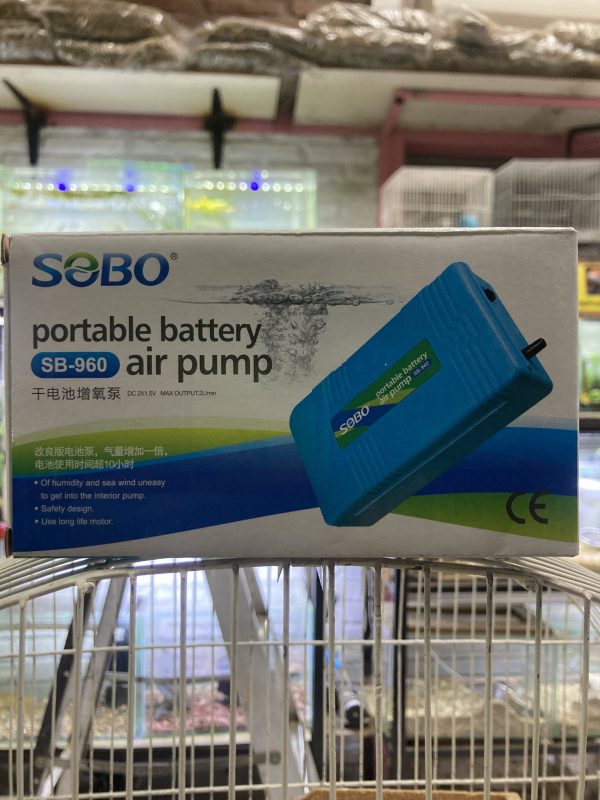 SOBO®
portable battery
SB-960 air pump
干电池增氧泵 DC 2X1.5V MAX.OUTPUT:2L/min
改良版电池泵，气量增加一倍，
电池使用时间超10小时
• Of humidity and sea wind uneasy
to get into the interior pump.
• Safety design.
• Use long life motor.
SOBO
portable battery
air pump SB-960
CE